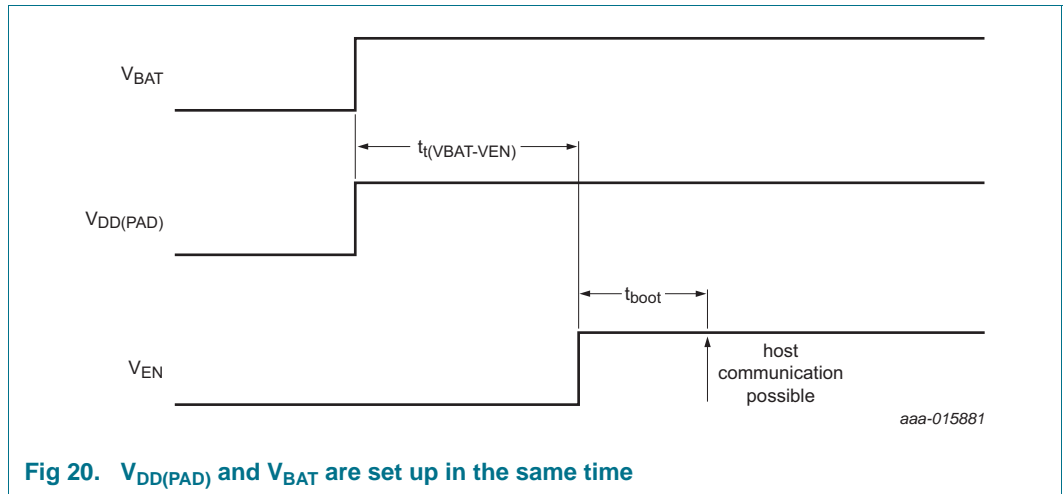 VBAT
tt(VBAT-VEN)
VDD(PAD)
tboot
VEN
host
communication
possible
aaa-015881
Fig 20. VDD(PAD) and VBAT are set up in the same time